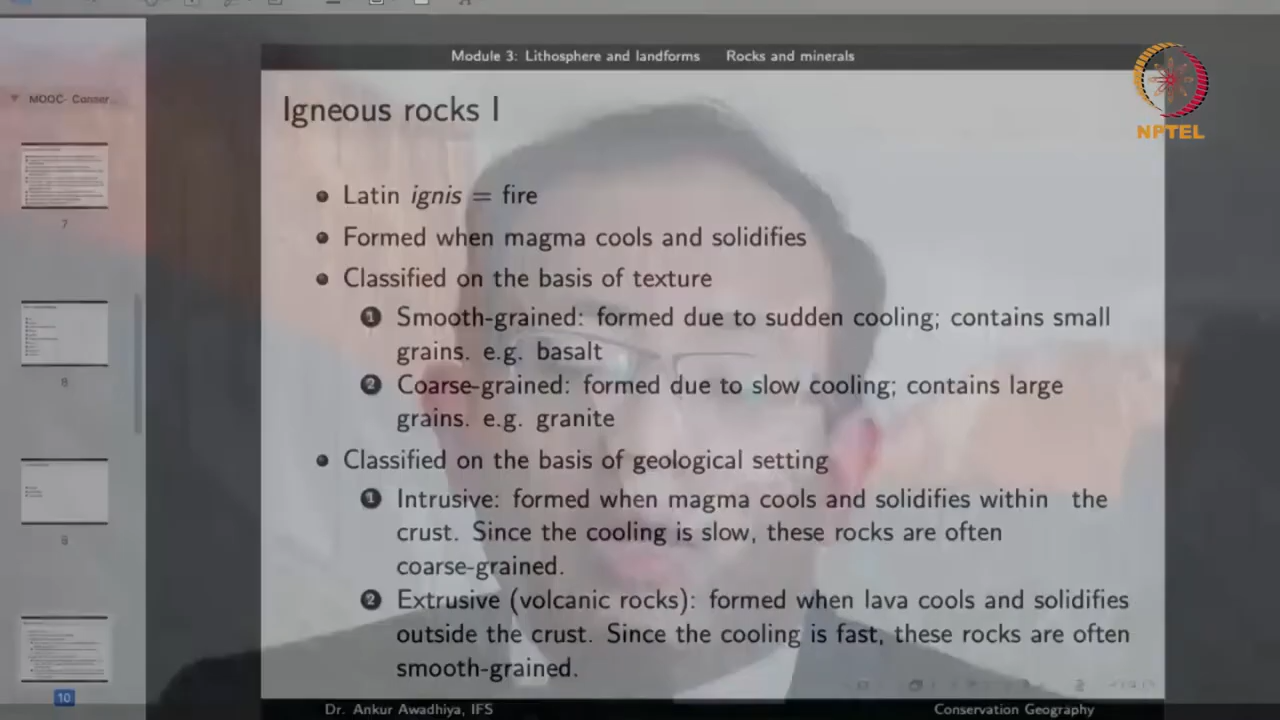 Module 3: Lithosphere and landforms Rocks and minerals
NPTEL
MOOC- Conser...
7
8
9
10
Igneous rocks I
Latin ignis = fire
Formed when magma cools and solidifies
Classified on the basis of texture
1 Smooth-grained: formed due to sudden cooling; contains small
grains. e.g. basalt
2 Coarse-grained: formed due to slow cooling; contains large
grains. e.g. granite
Classified on the basis of geological setting
1 Intrusive: formed when magma cools and solidifies within the
crust. Since the cooling is slow, these rocks are often
coarse-grained.
2 Extrusive (volcanic rocks): formed when lava cools and solidifies
outside the crust. Since the cooling is fast, these rocks are often
smooth-grained.
Dr. Ankur Awadhiya, IFS Conservation Geography